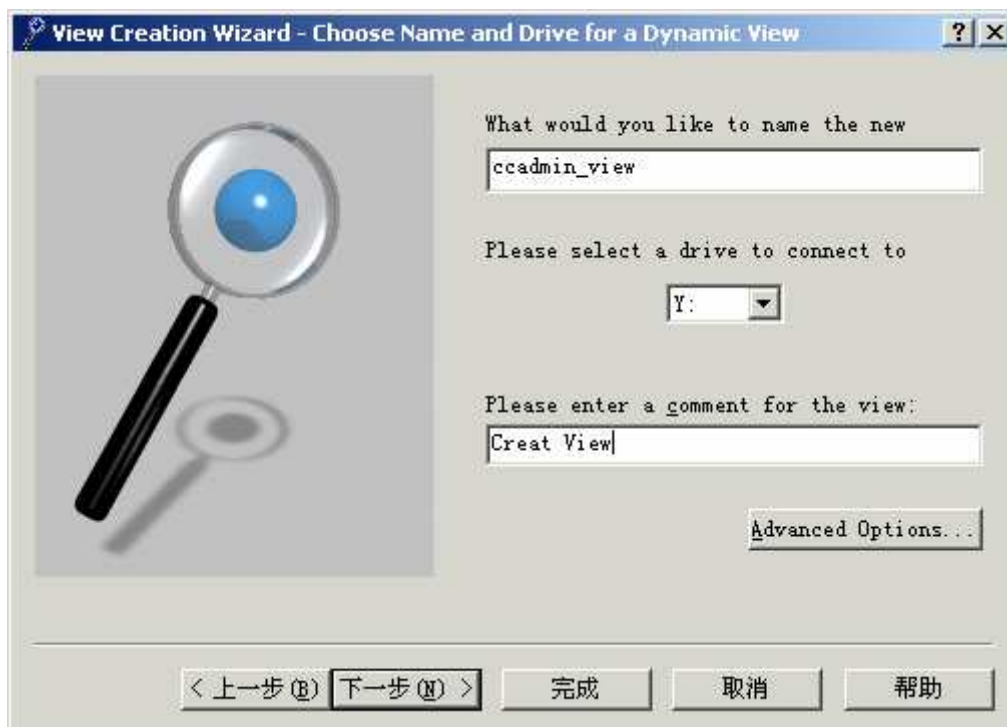 View Creation Wizard - Choose Name and Drive for a Dynamic View
What would you like to name the new
ccadmin_view
Please select a drive to connect to
Y:
Please enter a comment for the view:
Creat View
Advanced Options...
< 上一步(B) 下一步(N) > 完成 取消 帮助